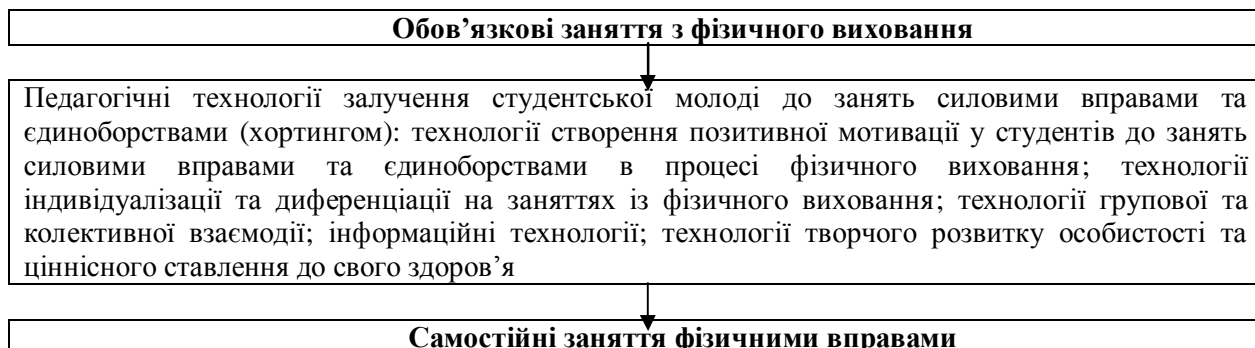 Обов’язкові заняття з фізичного виховання
Педагогічні технології залучення студентської молоді до занять силовими вправами та
єдиноборствами (хортингом): технології створення позитивної мотивації у студентів до занять
силовими вправами та єдиноборствами в процесі фізичного виховання; технології
індивідуалізації та диференціації на заняттях із фізичного виховання; технології групової та
колективної взаємодії; інформаційні технології; технології творчого розвитку особистості та
ціннісного ставлення до свого здоров’я
Самостійні заняття фізичними вправами